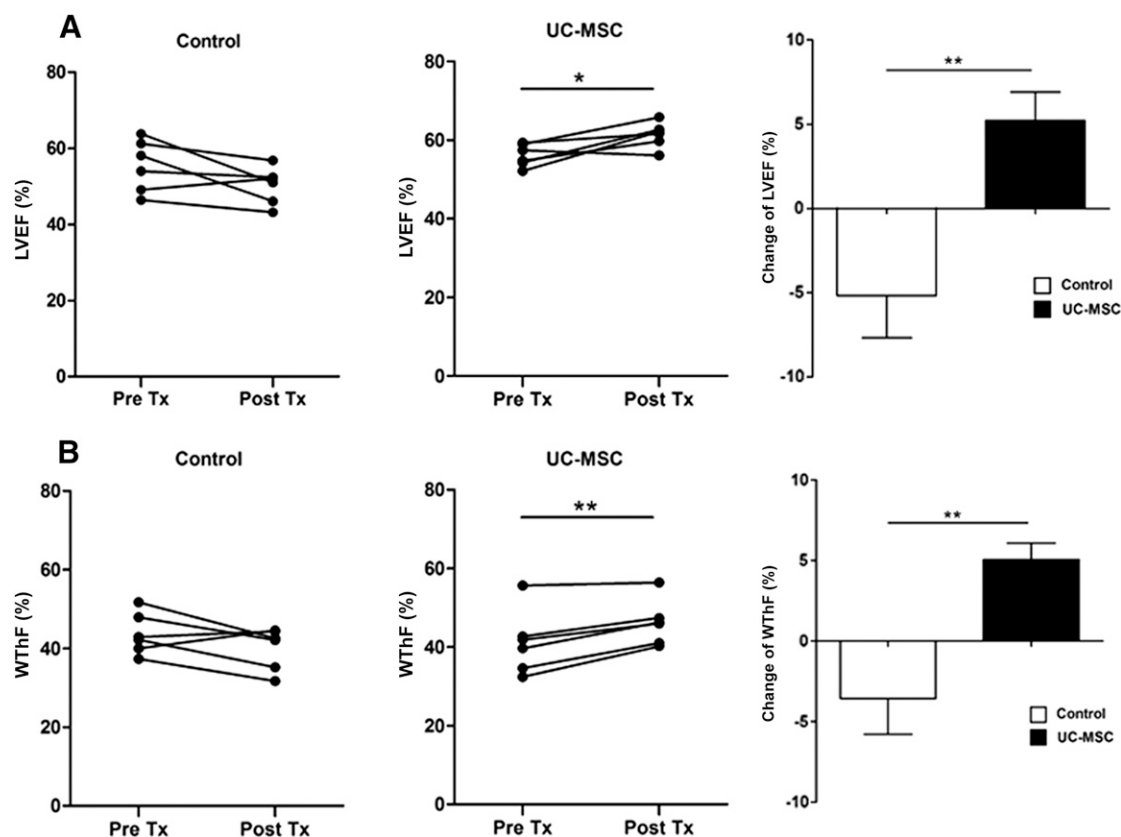 A
Control
LVEF (%)
80
60
40
20
0
Pre Tx Post Tx
UC-MSC
*
LVEF (%)
80
60
40
20
0
Pre Tx Post Tx
**
Change of LVEF (%)
10
5
0
-5
-10
Control
UC-MSC
B
Control
WThF (%)
80
60
40
20
0
Pre Tx Post Tx
UC-MSC
**
WThF (%)
80
60
40
20
0
Pre Tx Post Tx
**
Change of WThF (%)
10
5
0
-5
-10
Control
UC-MSC